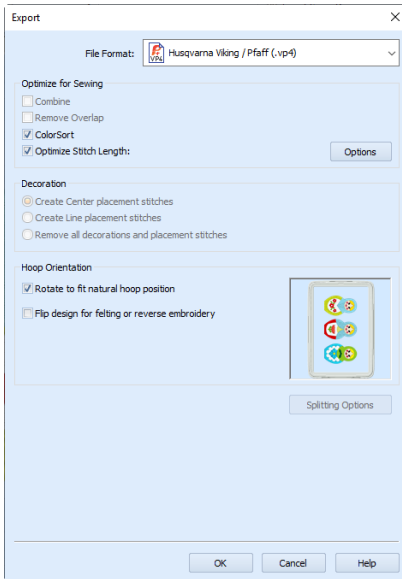 Export
File Format: VP4 Husqvarna Viking / Pfaff (.vp4)
Optimize for Sewing
Combine
Remove Overlap
ColorSort
Optimize Stitch Length:
Options
Decoration
Create Center placement stitches
Create Line placement stitches
Remove all decorations and placement stitches
Hoop Orientation
Rotate to fit natural hoop position
Flip design for felting or reverse embroidery
Splitting Options
OK Cancel Help